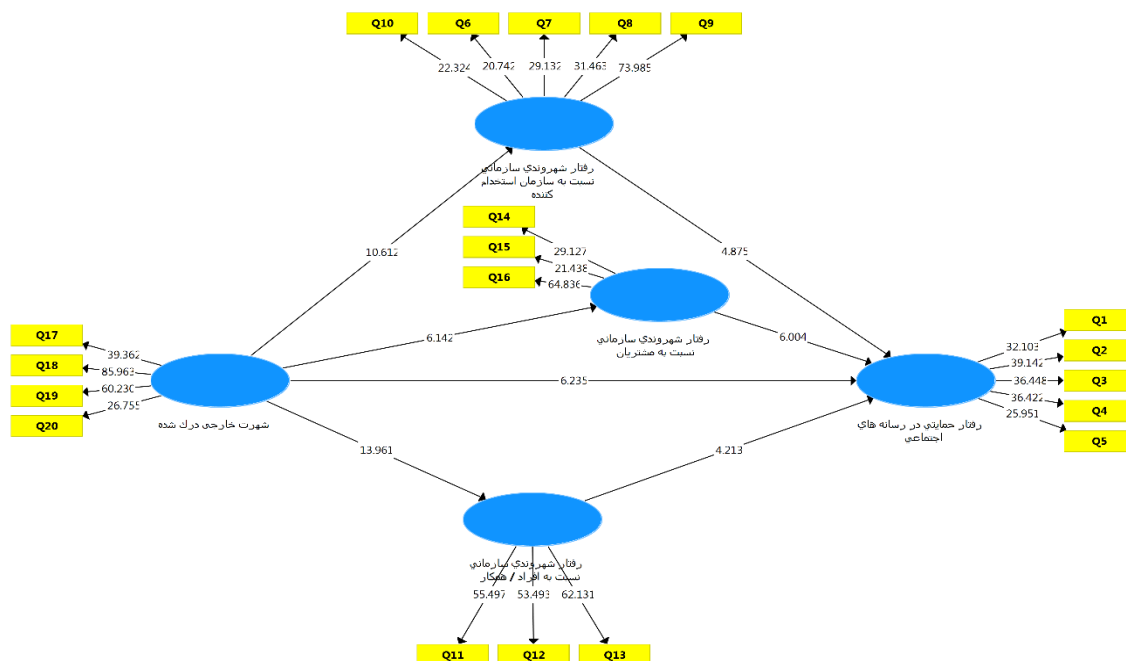 Q10
Q6
Q7
Q8
Q9
22.324
20.742
29.132
31.463
73.985
رفتار شهروندي سازماني
نسبت به سازمان استخدام
كننده
Q14
Q15
Q16
29.127
21.438
64.836
10.612
4.875
6.142
رفتار شهروندي سازماني
نسبت به مشتريان
6.004
Q17
Q18
Q19
Q20
39.362
85.963
60.230
26.755
شهرت خارجي درك شده
6.235
Q1
Q2
Q3
Q4
Q5
32.103
39.142
36.448
36.422
25.951
رفتار حمايتي در رسانه هاي
اجتماعي
13.961
4.213
رفتار شهروندي سازماني
نسبت به افراد / همكار
55.497
53.493
62.131
Q11
Q12
Q13